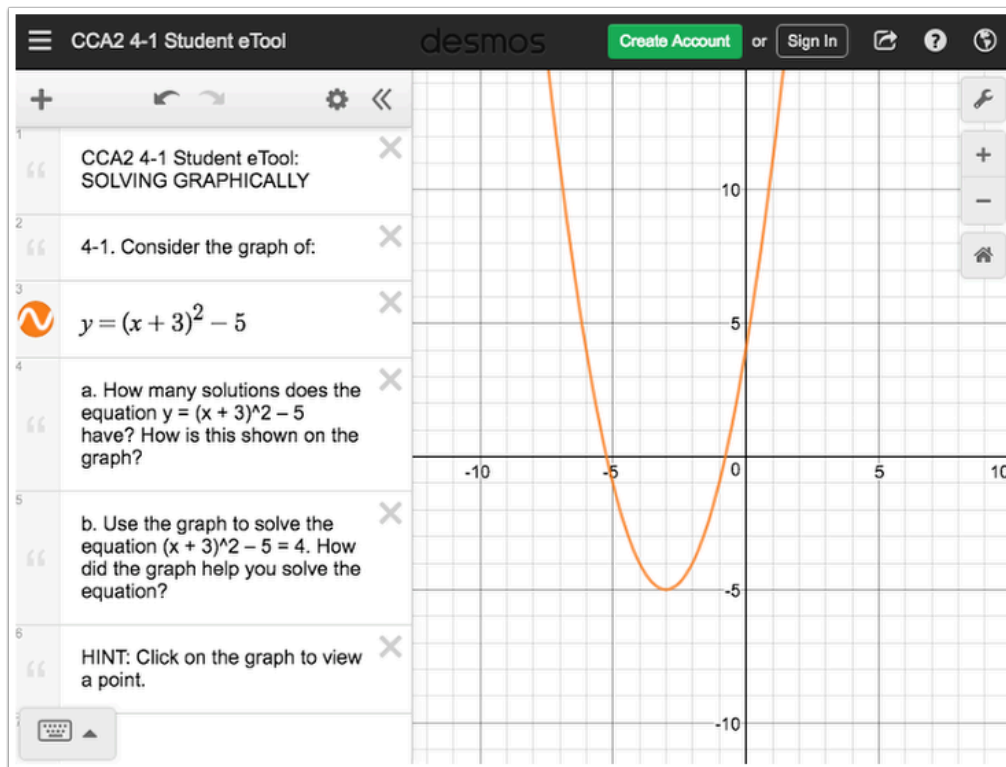 CCA2 4-1 Student eTool
desmos
Create Account or Sign In
1
CCA2 4-1 Student eTool:
SOLVING GRAPHICALLY
2
4-1. Consider the graph of:
3
y = (x + 3)² − 5
4
a. How many solutions does the
equation y = (x + 3)^2 – 5
have? How is this shown on the
graph?
5
b. Use the graph to solve the
equation (x + 3)^2 – 5 = 4. How
did the graph help you solve the
equation?
6
HINT: Click on the graph to view
a point.
10
5
-10 -5 0 5 10
-5
-10